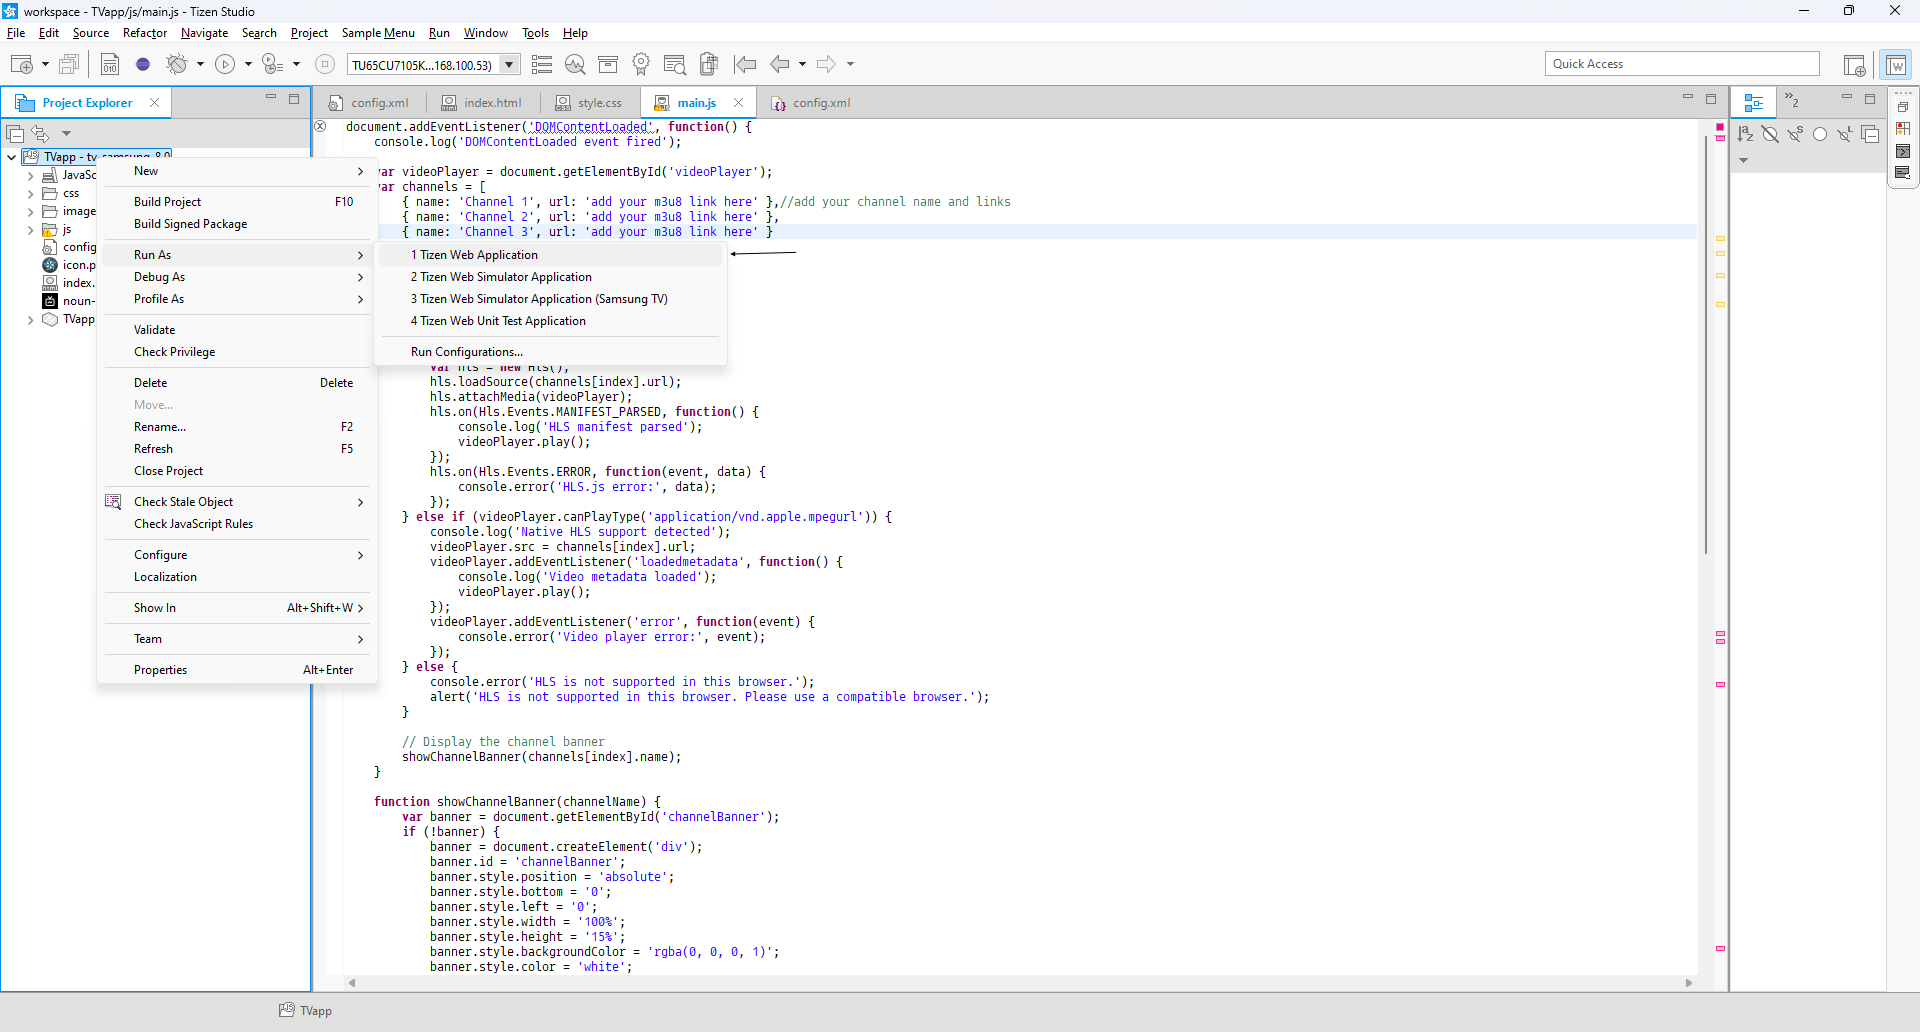 workspace - TVapp/js/main.js - Tizen Studio
File Edit Source Refactor Navigate Search Project Sample Menu Run Window Tools Help
TU65CU7105K...168.100.53)
Quick Access
Project Explorer
config.xml
index.html
style.css
main.js
config.xml
2
TVapp - tv-samsung-8.0
JavaSc
css
image
js
config
icon.p
index.
noun-
TVapp
New
Build Project F10
Build Signed Package
Run As
Debug As
Profile As
Validate
Check Privilege
Delete Delete
Move...
Rename... F2
Refresh F5
Close Project
Check Stale Object
Check JavaScript Rules
Configure
Localization
Show In Alt+Shift+W
Team
Properties Alt+Enter
1 Tizen Web Application
2 Tizen Web Simulator Application
3 Tizen Web Simulator Application (Samsung TV)
4 Tizen Web Unit Test Application
Run Configurations...
document.addEventListener('DOMContentLoaded', function() {
console.log('DOMContentLoaded event fired');
var videoPlayer = document.getElementById('videoPlayer');
var channels = [
{ name: 'Channel 1', url: 'add your m3u8 link here' },//add your channel name and links
{ name: 'Channel 2', url: 'add your m3u8 link here' },
{ name: 'Channel 3', url: 'add your m3u8 link here' }
var hls = new Hls();
hls.loadSource(channels[index].url);
hls.attachMedia(videoPlayer);
hls.on(Hls.Events.MANIFEST_PARSED, function() {
console.log('HLS manifest parsed');
videoPlayer.play();
});
hls.on(Hls.Events.ERROR, function(event, data) {
console.error('HLS.js error:', data);
});
} else if (videoPlayer.canPlayType('application/vnd.apple.mpegurl')) {
console.log('Native HLS support detected');
videoPlayer.src = channels[index].url;
videoPlayer.addEventListener('loadedmetadata', function() {
console.log('Video metadata loaded');
videoPlayer.play();
});
videoPlayer.addEventListener('error', function(event) {
console.error('Video player error:', event);
});
} else {
console.error('HLS is not supported in this browser.');
alert('HLS is not supported in this browser. Please use a compatible browser.');
}
// Display the channel banner
showChannelBanner(channels[index].name);
}
function showChannelBanner(channelName) {
var banner = document.getElementById('channelBanner');
if (!banner) {
banner = document.createElement('div');
banner.id = 'channelBanner';
banner.style.position = 'absolute';
banner.style.bottom = '0';
banner.style.left = '0';
banner.style.width = '100%';
banner.style.height = '15%';
banner.style.backgroundColor = 'rgba(0, 0, 0, 1)';
banner.style.color = 'white';
TVapp